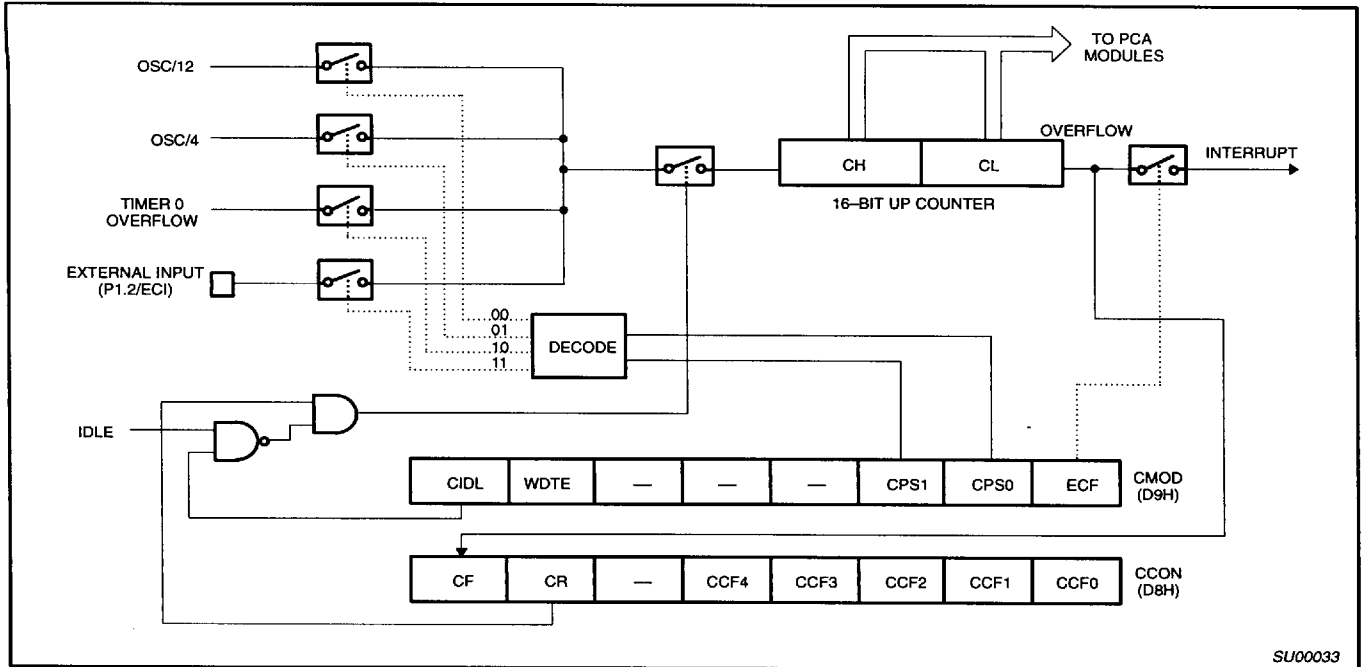 OSC/12
OSC/4
TIMER 0
OVERFLOW
EXTERNAL INPUT
(P1.2/ECI)
TO PCA
MODULES
OVERFLOW
CH
CL
INTERRUPT
16–BIT UP COUNTER
00
01
10
11
DECODE
IDLE
CIDL WDTE — — — CPS1 CPS0 ECF
CMOD
(D9H)
CF CR — CCF4 CCF3 CCF2 CCF1 CCF0
CCON
(D8H)
SU00033